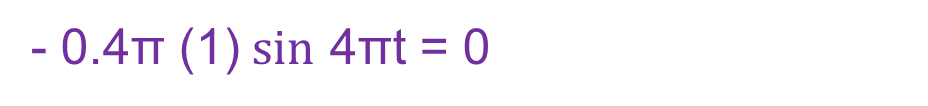 - 0.4π (1) sin 4πt = 0